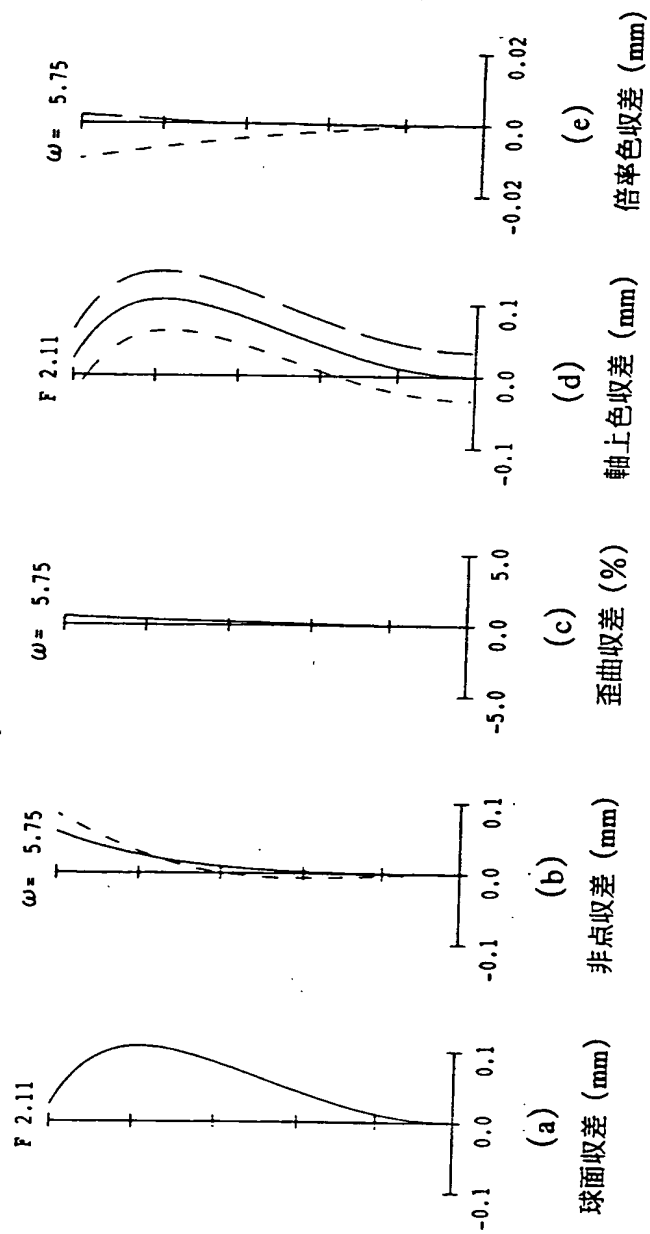 F 2.11
-0.1 0.0 0.1
(a)
球面収差 (mm)
ω= 5.75
-0.1 0.0 0.1
(b)
非点収差 (mm)
ω= 5.75
-5.0 0.0 5.0
(c)
歪曲収差 (%)
F 2.11
-0.1 0.0 0.1
(d)
軸上色収差 (mm)
ω= 5.75
-0.02 0.0 0.02
(e)
倍率色収差 (mm)